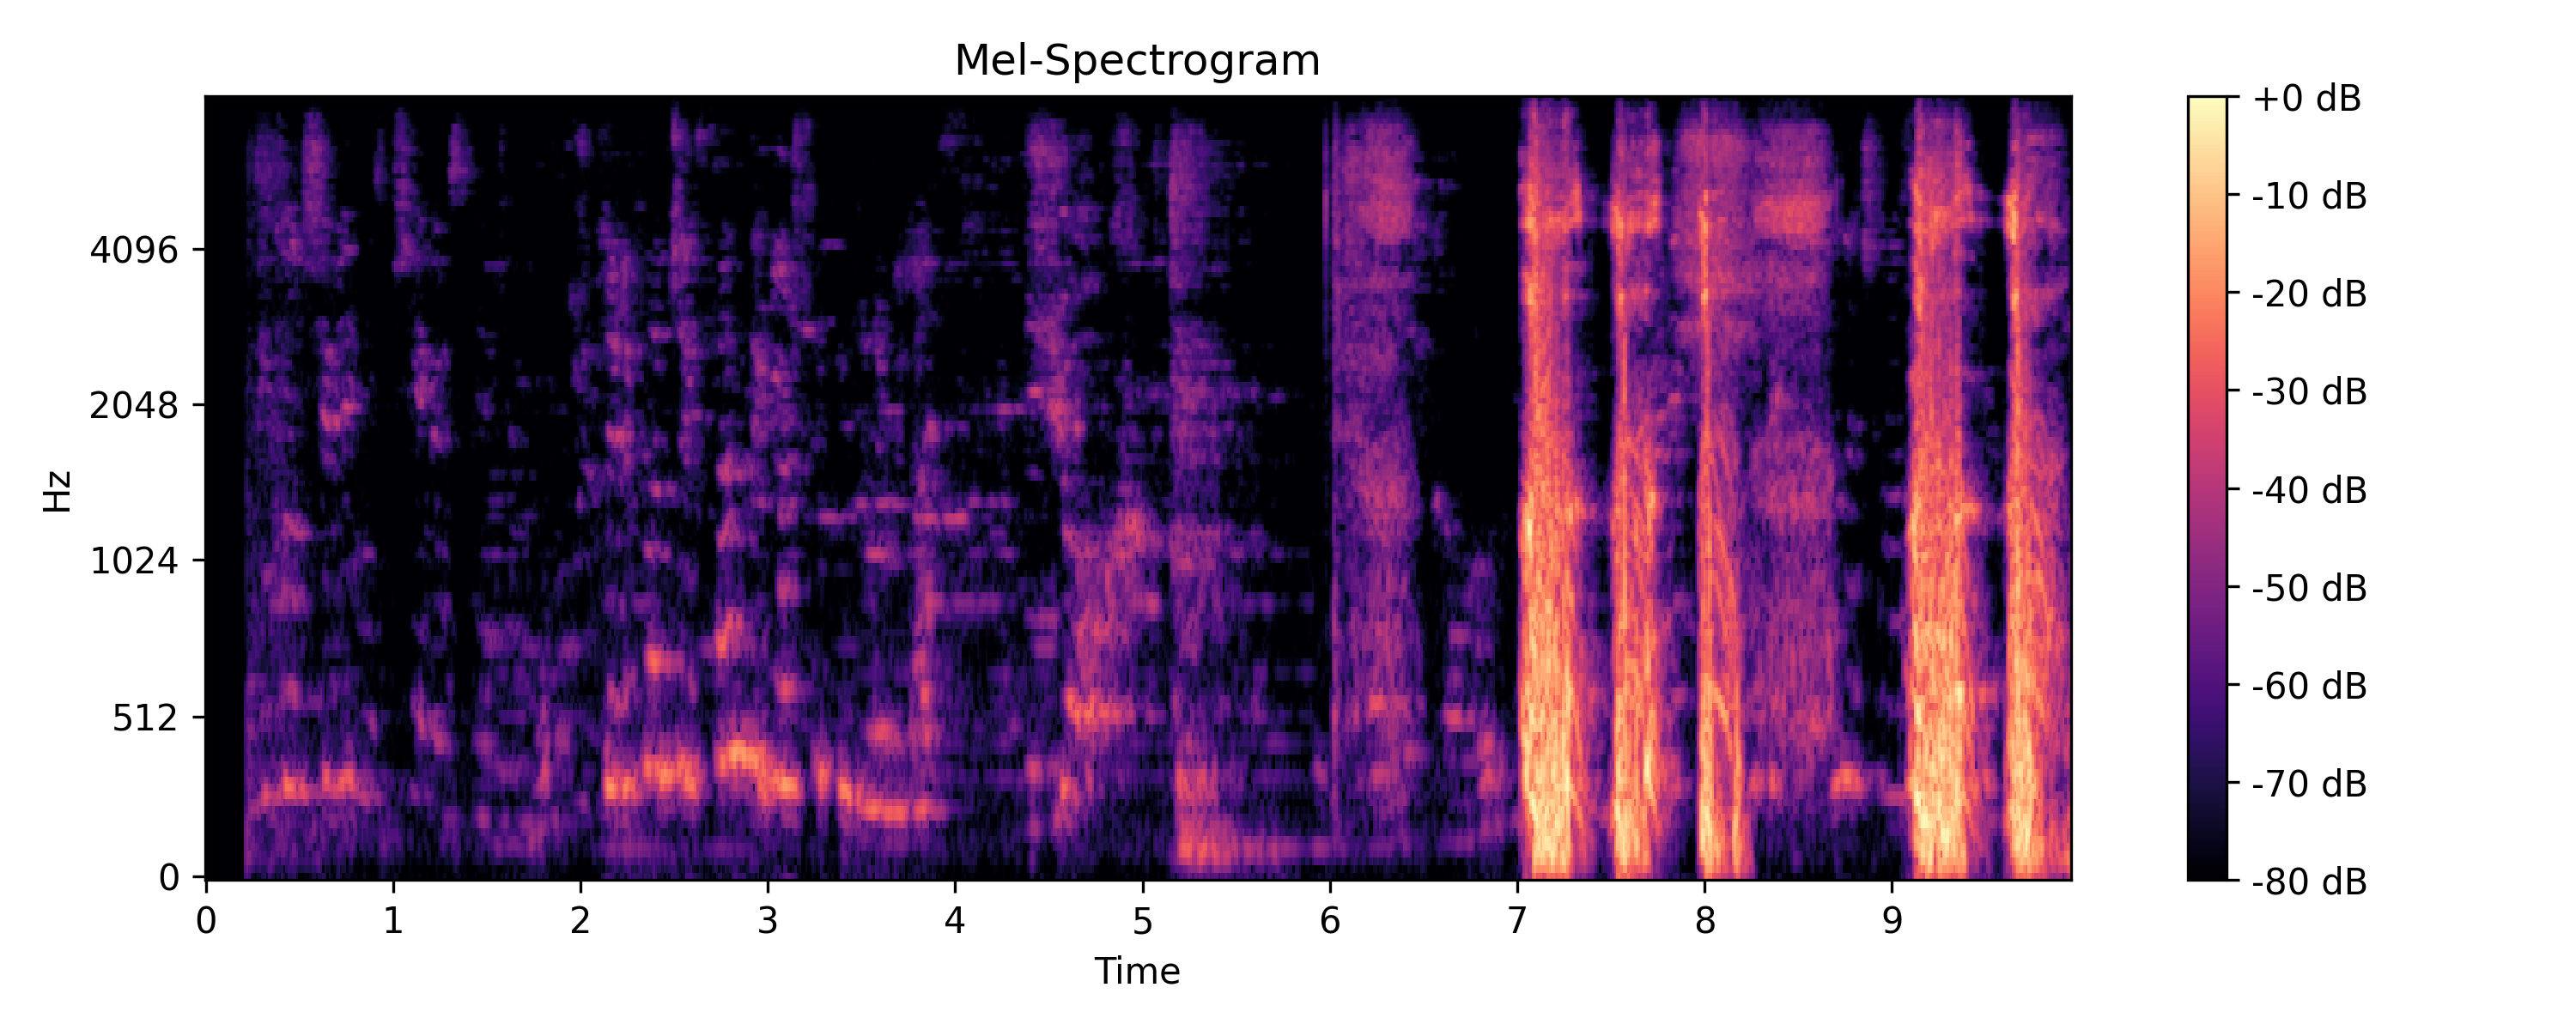 Mel-Spectrogram
+0 dB
-10 dB
-20 dB
-30 dB
-40 dB
-50 dB
-60 dB
-70 dB
-80 dB
Hz
4096
2048
1024
512
0
0 1 2 3 4 5 6 7 8 9
Time